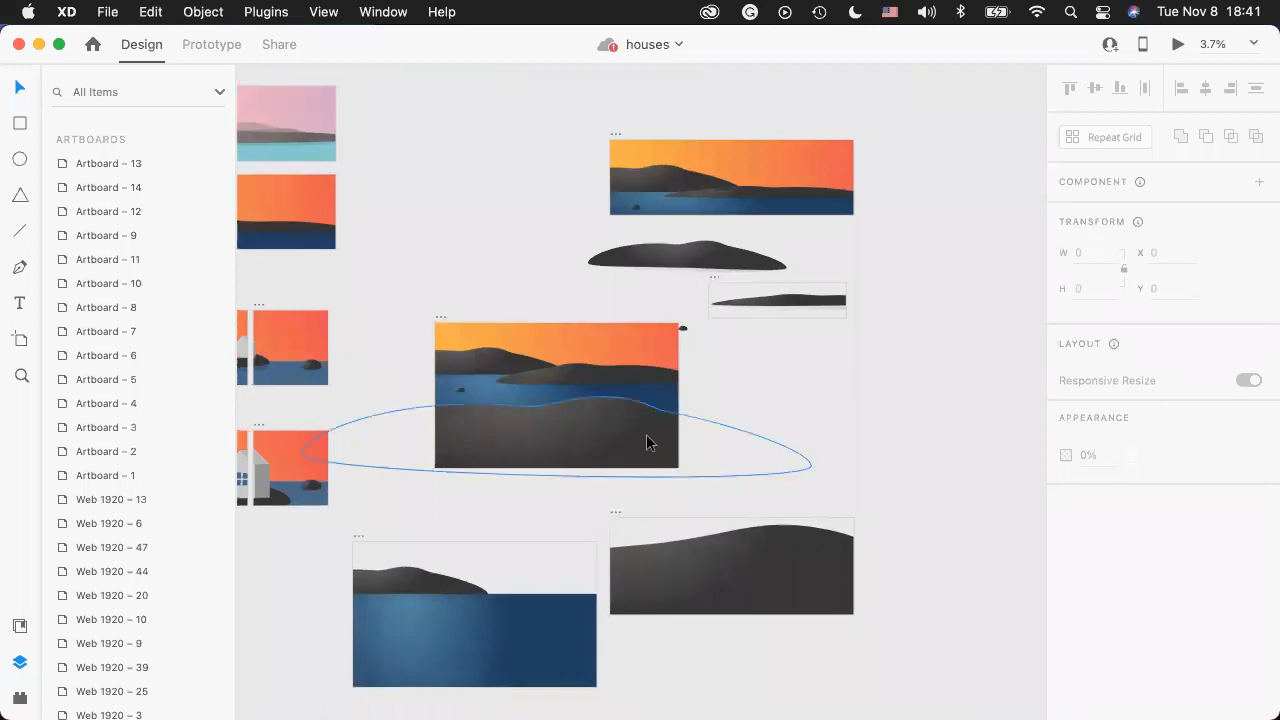 XD File Edit Object Plugins View Window Help Tue Nov 8 18:41
Design Prototype Share houses 3.7%
All Items
ARTBOARDS
Artboard – 13
Artboard – 14
Artboard – 12
Artboard – 9
Artboard – 11
Artboard – 10
Artboard – 8
Artboard – 7
Artboard – 6
Artboard – 5
Artboard – 4
Artboard – 3
Artboard – 2
Artboard – 1
Web 1920 – 13
Web 1920 – 6
Web 1920 – 47
Web 1920 – 44
Web 1920 – 20
Web 1920 – 10
Web 1920 – 9
Web 1920 – 39
Web 1920 – 25
Web 1920 – 3
Repeat Grid
COMPONENT
TRANSFORM
W 0 X 0
H 0 Y 0
LAYOUT
Responsive Resize
APPEARANCE
0%